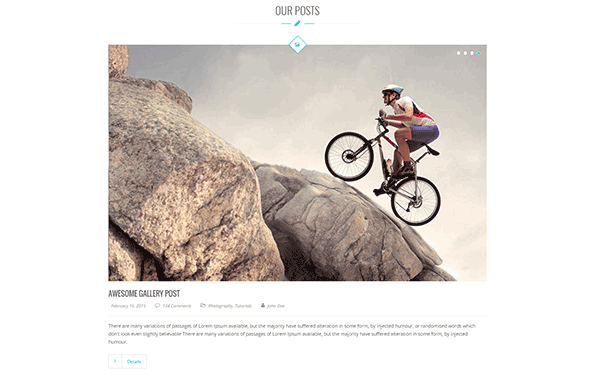 OUR POSTS
AWESOME GALLERY POST
February 10, 2015 108 Comments Photography, Tutorials John Doe
There are many variations of passages of Lorem Ipsum available, but the majority have suffered alteration in some form, by injected humour, or randomised words which
don't look even slightly believable There are many variations of passages of Lorem Ipsum available, but the majority have suffered alteration in some form, by injected
humour.
Details